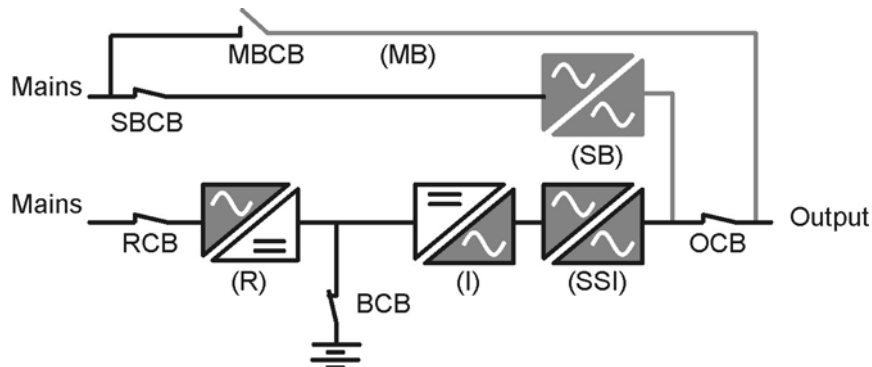 MBCB
(MB)
Mains
SBCB
(SB)
Mains
RCB
(R)
BCB
(I)
(SSI)
OCB
Output